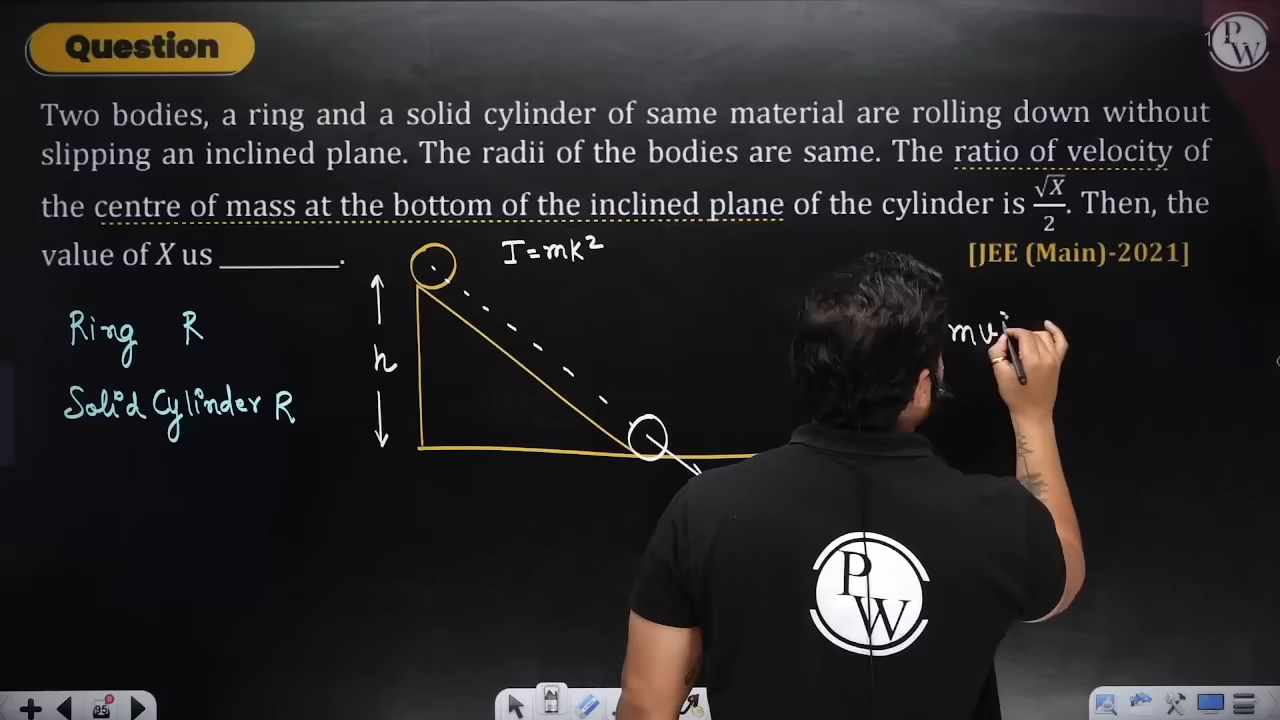 Question
PW
Two bodies, a ring and a solid cylinder of same material are rolling down without
slipping an inclined plane. The radii of the bodies are same. The ratio of velocity of
the centre of mass at the bottom of the inclined plane of the cylinder is √X/2. Then, the
value of X us ________.
[JEE (Main)-2021]
I=mk²
Ring R
h
Solid Cylinder R
PW
95